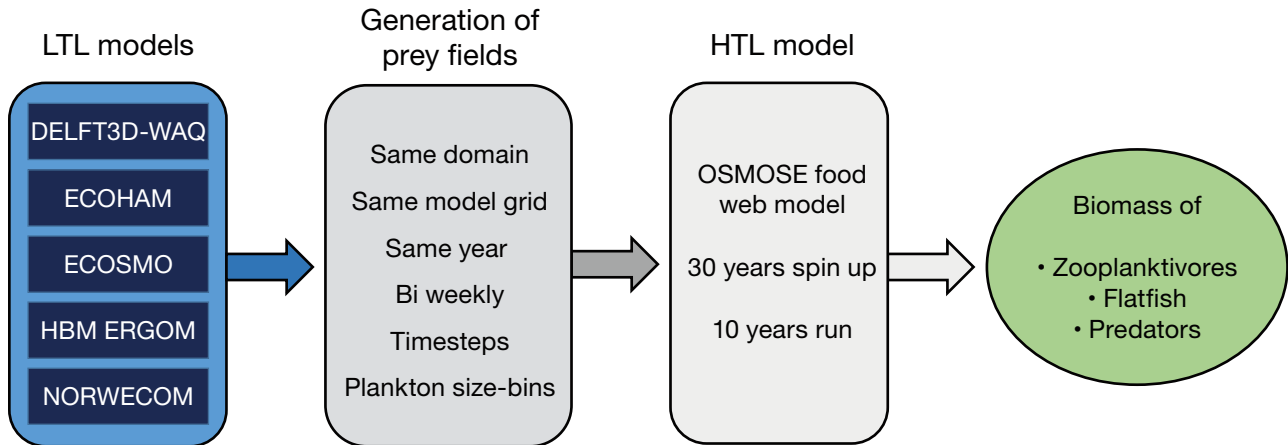 LTL models
DELFT3D-WAQ
ECOHAM
ECOSMO
HBM ERGOM
NORWECOM
Generation of
prey fields
Same domain
Same model grid
Same year
Bi weekly
Timesteps
Plankton size-bins
HTL model
OSMOSE food
web model
30 years spin up
10 years run
Biomass of
• Zooplanktivores
• Flatfish
• Predators